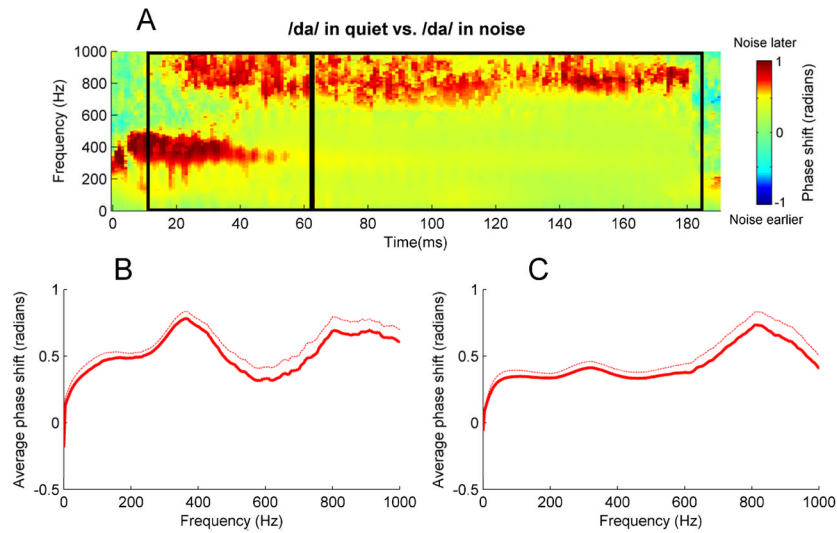 A
/da/ in quiet vs. /da/ in noise
Noise later
1000
800
600
400
200
0
Frequency (Hz)
0 20 40 60 80 100 120 140 160 180
Time(ms)
1
0
-1
Phase shift (radians)
Noise earlier
B
1
0.5
0
-0.5
Average phase shift (radians)
0 200 400 600 800 1000
Frequency (Hz)
C
1
0.5
0
-0.5
Average phase shift (radians)
0 200 400 600 800 1000
Frequency (Hz)